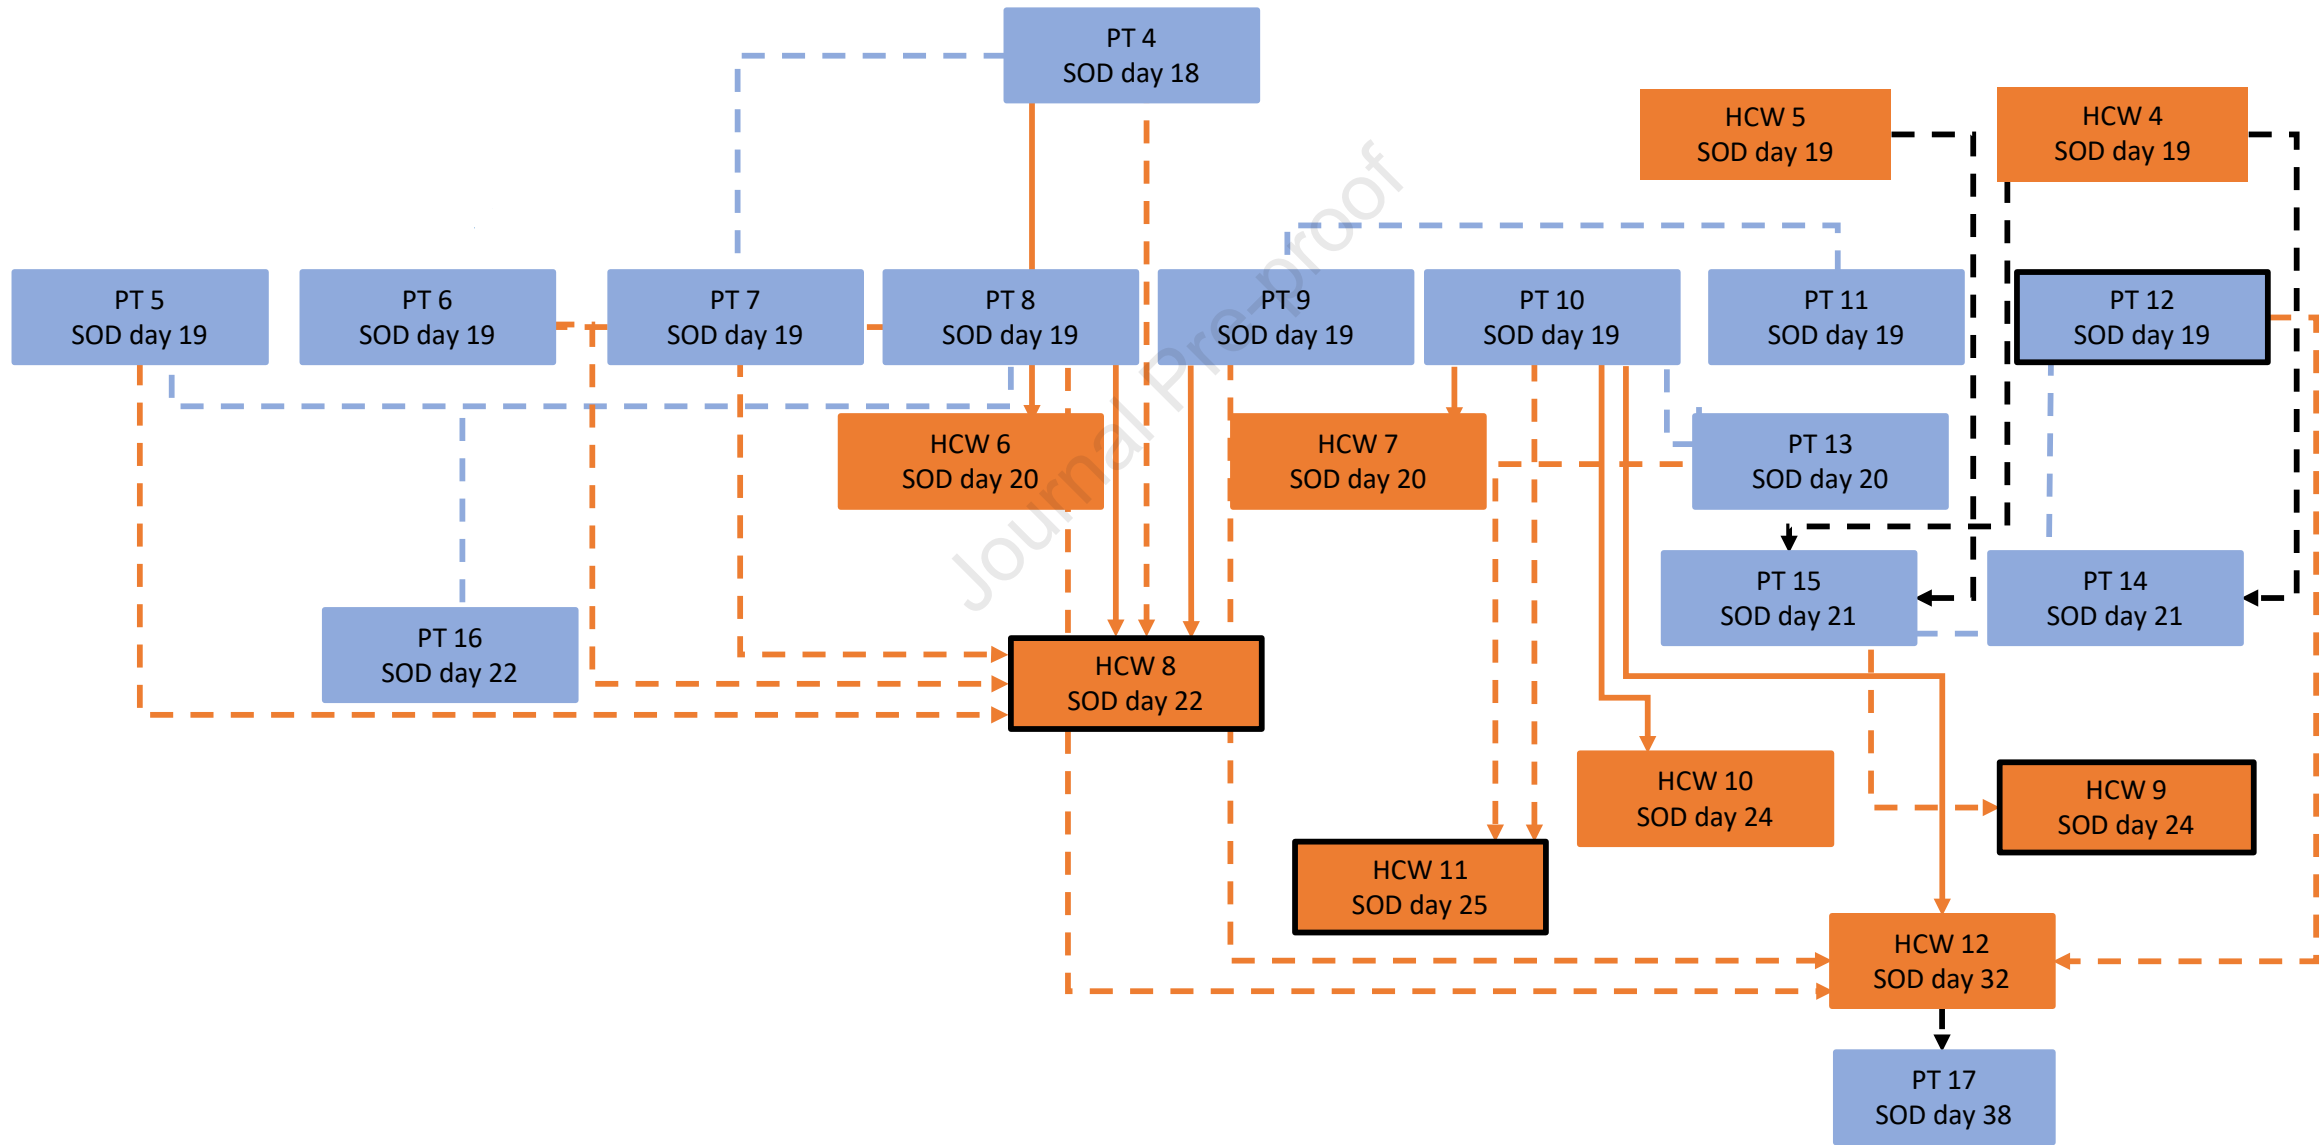 PT 4
SOD day 18
HCW 5
SOD day 19
HCW 4
SOD day 19
PT 5
SOD day 19
PT 6
SOD day 19
PT 7
SOD day 19
PT 8
SOD day 19
PT 9
SOD day 19
PT 10
SOD day 19
PT 11
SOD day 19
PT 12
SOD day 19
HCW 6
SOD day 20
HCW 7
SOD day 20
PT 13
SOD day 20
PT 15
SOD day 21
PT 14
SOD day 21
PT 16
SOD day 22
HCW 8
SOD day 22
HCW 10
SOD day 24
HCW 9
SOD day 24
HCW 11
SOD day 25
HCW 12
SOD day 32
PT 17
SOD day 38
Journal Pre-proof